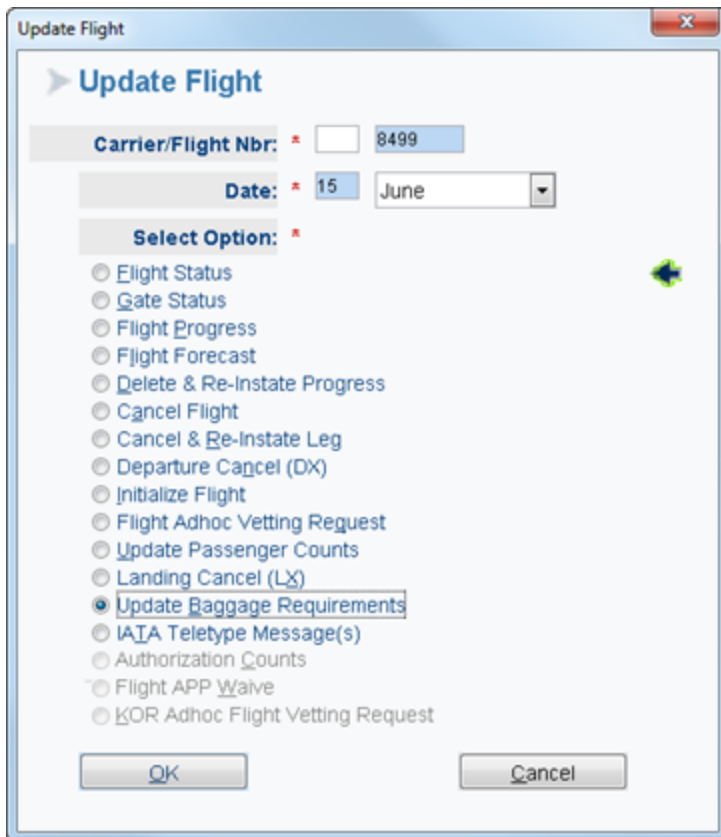 Update Flight
Update Flight
Carrier/Flight Nbr: * 8499
Date: * 15 June
Select Option: *
Flight Status
Gate Status
Flight Progress
Flight Forecast
Delete & Re-Instate Progress
Cancel Flight
Cancel & Re-Instate Leg
Departure Cancel (DX)
Initialize Flight
Flight Adhoc Vetting Request
Update Passenger Counts
Landing Cancel (LX)
Update Baggage Requirements
IATA Teletype Message(s)
Authorization Counts
Flight APP Waive
KOR Adhoc Flight Vetting Request
OK Cancel